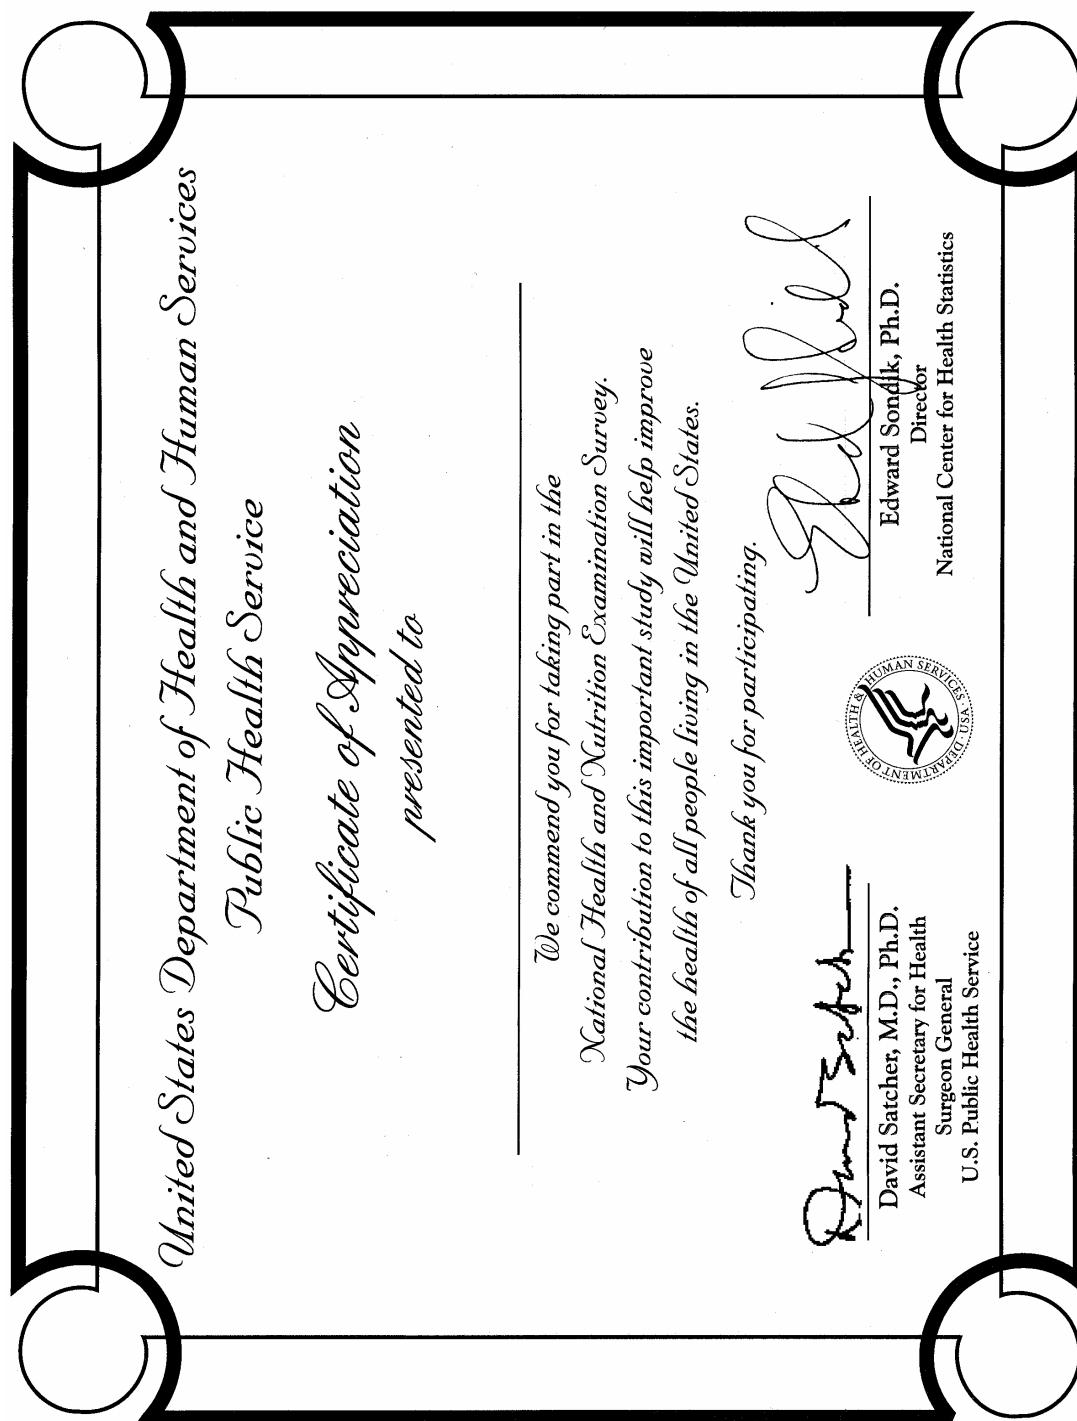 United States Department of Health and Human Services
Public Health Service
Certificate of Appreciation
presented to
We commend you for taking part in the
National Health and Nutrition Examination Survey.
Your contribution to this important study will help improve
the health of all people living in the United States.
Thank you for participating.
David Satcher, M.D., Ph.D.
Assistant Secretary for Health
Surgeon General
U.S. Public Health Service
DEPARTMENT OF HEALTH & HUMAN SERVICES · USA ·
Edward Sondik, Ph.D.
Director
National Center for Health Statistics